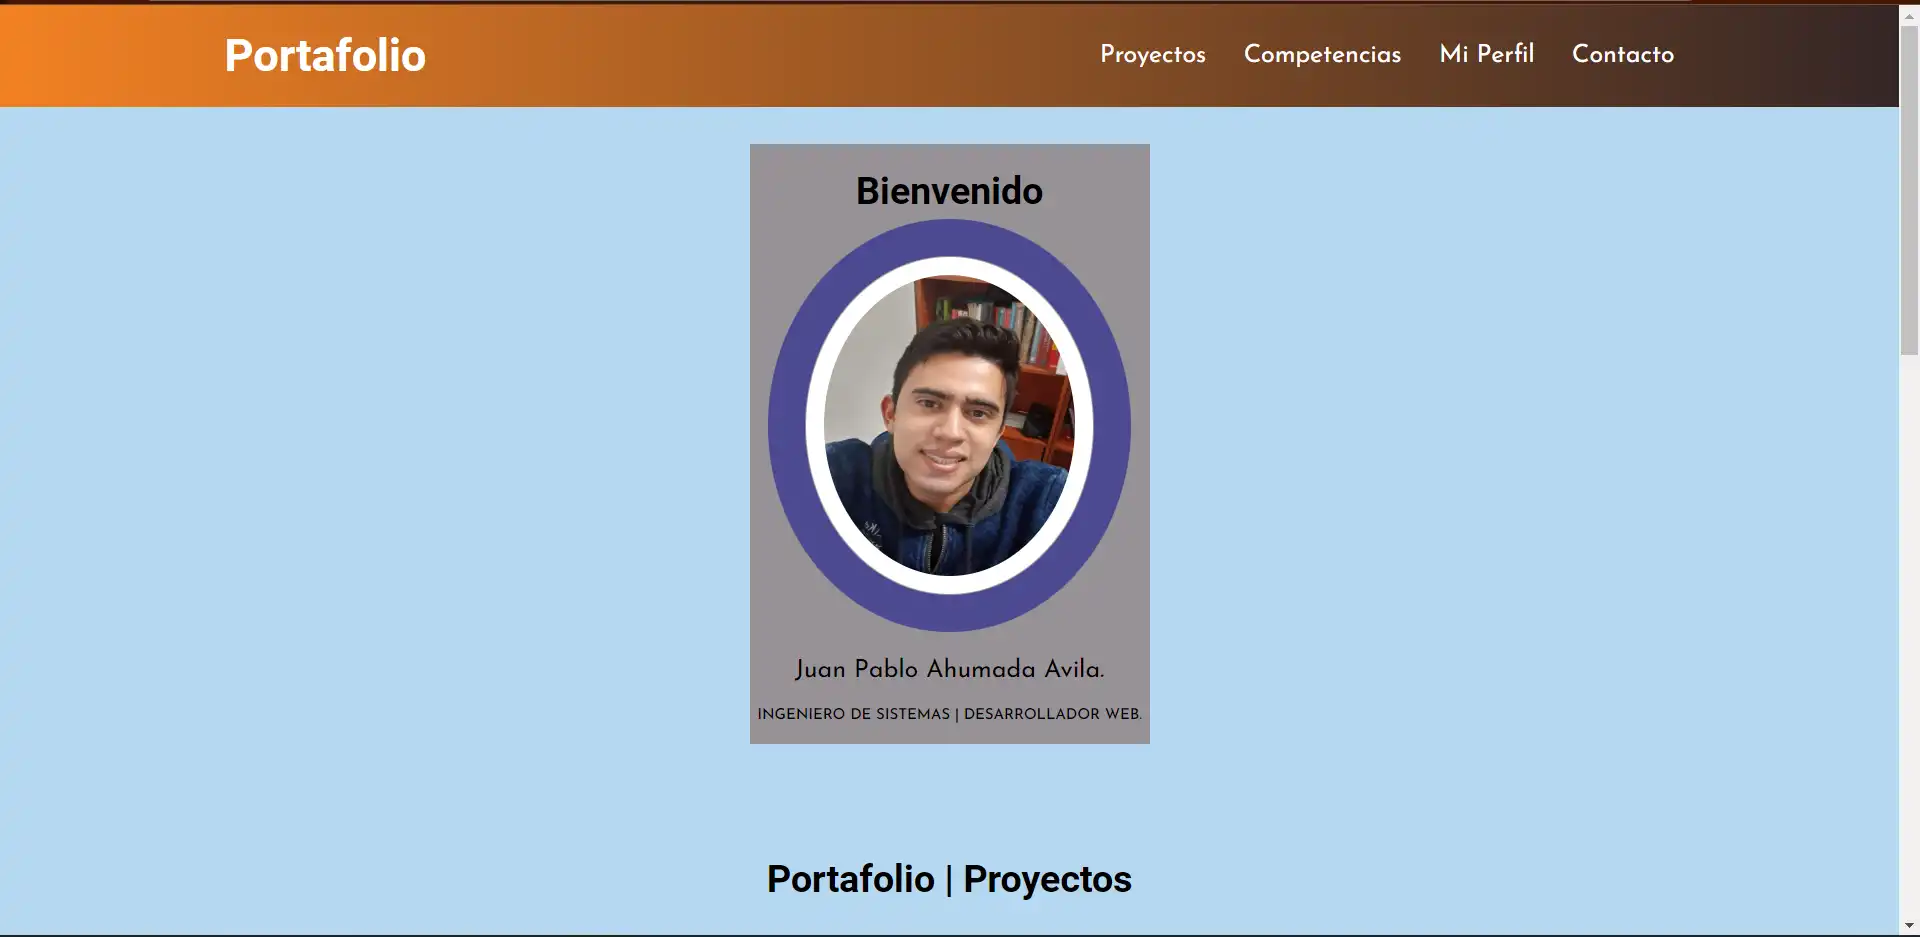 Portafolio
Proyectos Competencias Mi Perfil Contacto
Bienvenido
Juan Pablo Ahumada Avila.
INGENIERO DE SISTEMAS | DESARROLLADOR WEB.
Portafolio | Proyectos